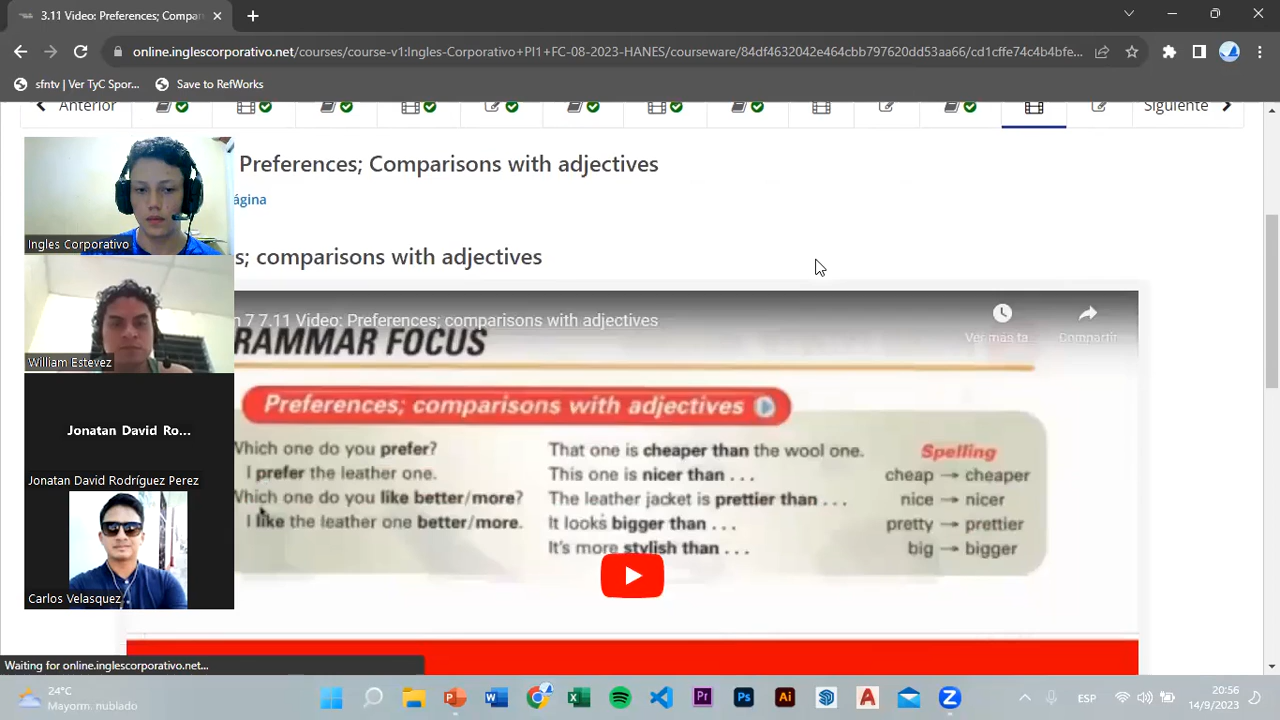 3.11 Video: Preferences; Compa
online.inglescorporativo.net/courses/course-v1:Ingles-Corporativo+PI1+FC-08-2023-HANES/courseware/84df4632042e464cbb797620dd53aa66/cd1cffe74c4b4bfe...
sfntv | Ver TyC Spor...
Save to RefWorks
Anterior
Siguiente
Preferences; Comparisons with adjectives
ágina
s; comparisons with adjectives
n 7 7.11 Video: Preferences; comparisons with adjectives
Ver más ta
Compartir
RAMMAR FOCUS
Preferences; comparisons with adjectives
Which one do you prefer?
I prefer the leather one.
Which one do you like better/more?
I like the leather one better/more.
That one is cheaper than the wool one.
This one is nicer than . . .
The leather jacket is prettier than . . .
It looks bigger than . . .
It's more stylish than . . .
Spelling
cheap → cheaper
nice → nicer
pretty → prettier
big → bigger
Ingles Corporativo
William Estevez
Jonatan David Ro...
Jonatan David Rodríguez Perez
Carlos Velasquez
Waiting for online.inglescorporativo.net...
24°C
Mayorm. nublado
ESP
20:56
14/9/2023